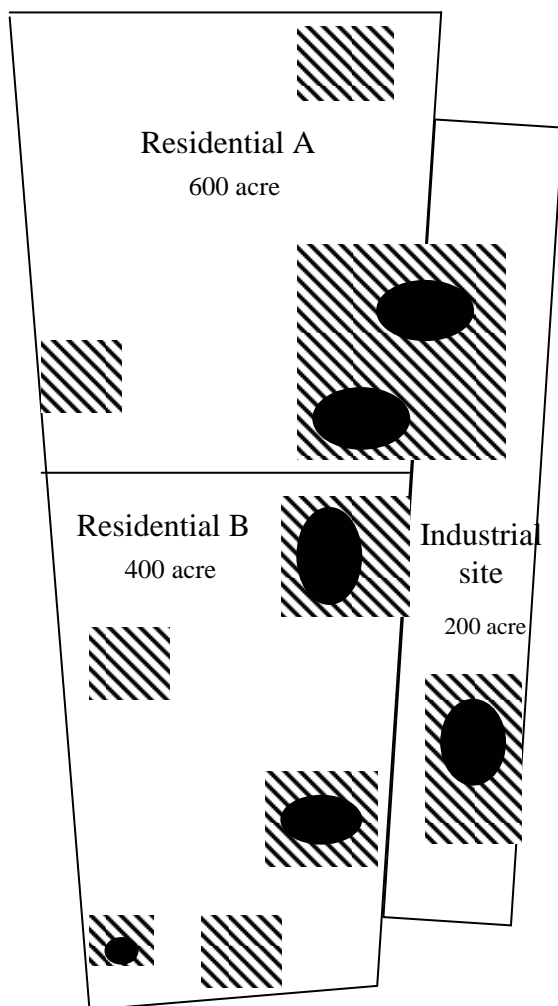 Residential A
600 acre
Residential B
400 acre
Industrial
site
200 acre